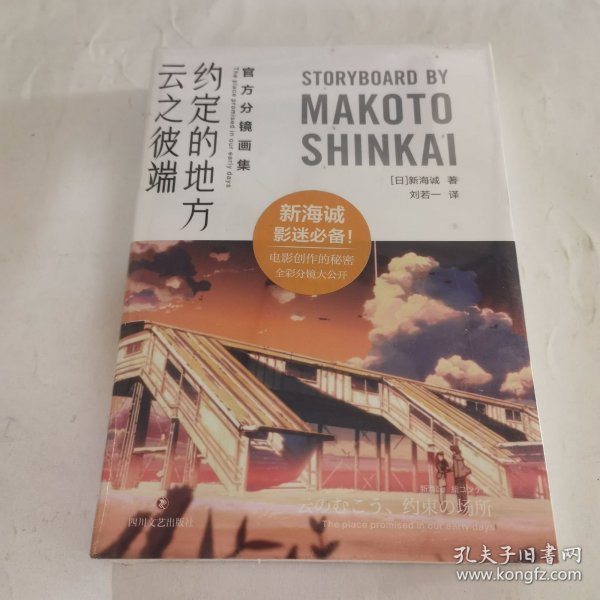 云之彼端
约定的地方
官方分镜画集
The place promised in our early days
STORYBOARD BY
MAKOTO
SHINKAI
[日]新海诚 著
刘若一 译
新海诚
影迷必备!
电影创作的秘密
全彩分镜大公开
云のむこう、約束の場所
The place promised in our early days
四川文艺出版社
孔夫子旧书网
www.kongfz.com